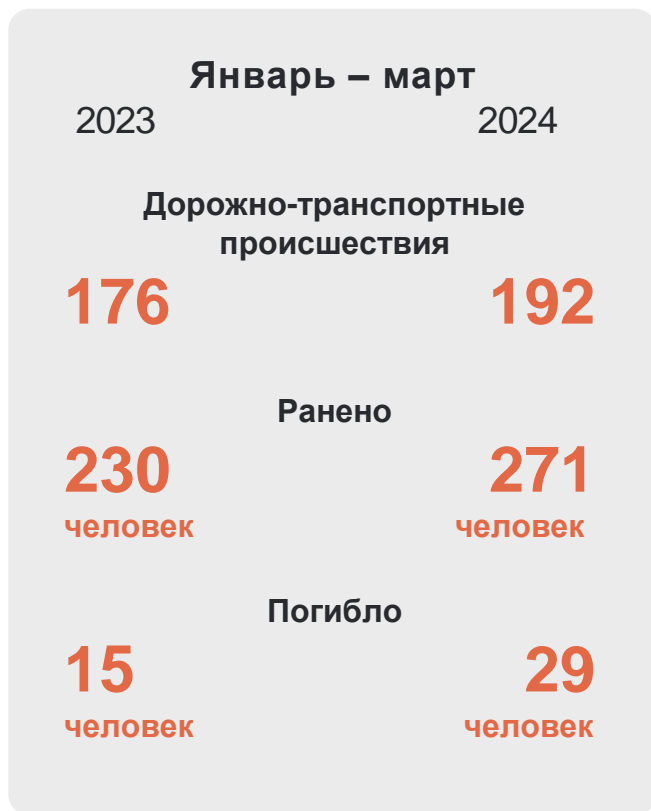 Январь – март
2023 2024
Дорожно-транспортные
происшествия
176 192
Ранено
230 271
человек человек
Погибло
15 29
человек человек